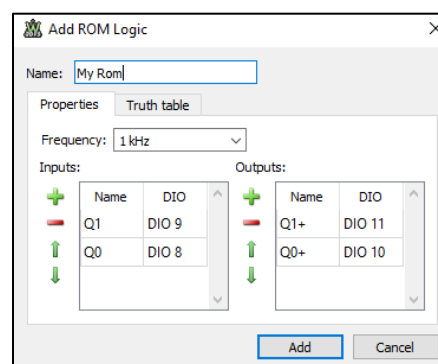 Add ROM Logic
Name: My Rom
Properties Truth table
Frequency: 1 kHz
Inputs: Outputs:
Name DIO Name DIO
Q1 DIO 9 Q1+ DIO 11
Q0 DIO 8 Q0+ DIO 10
Add Cancel